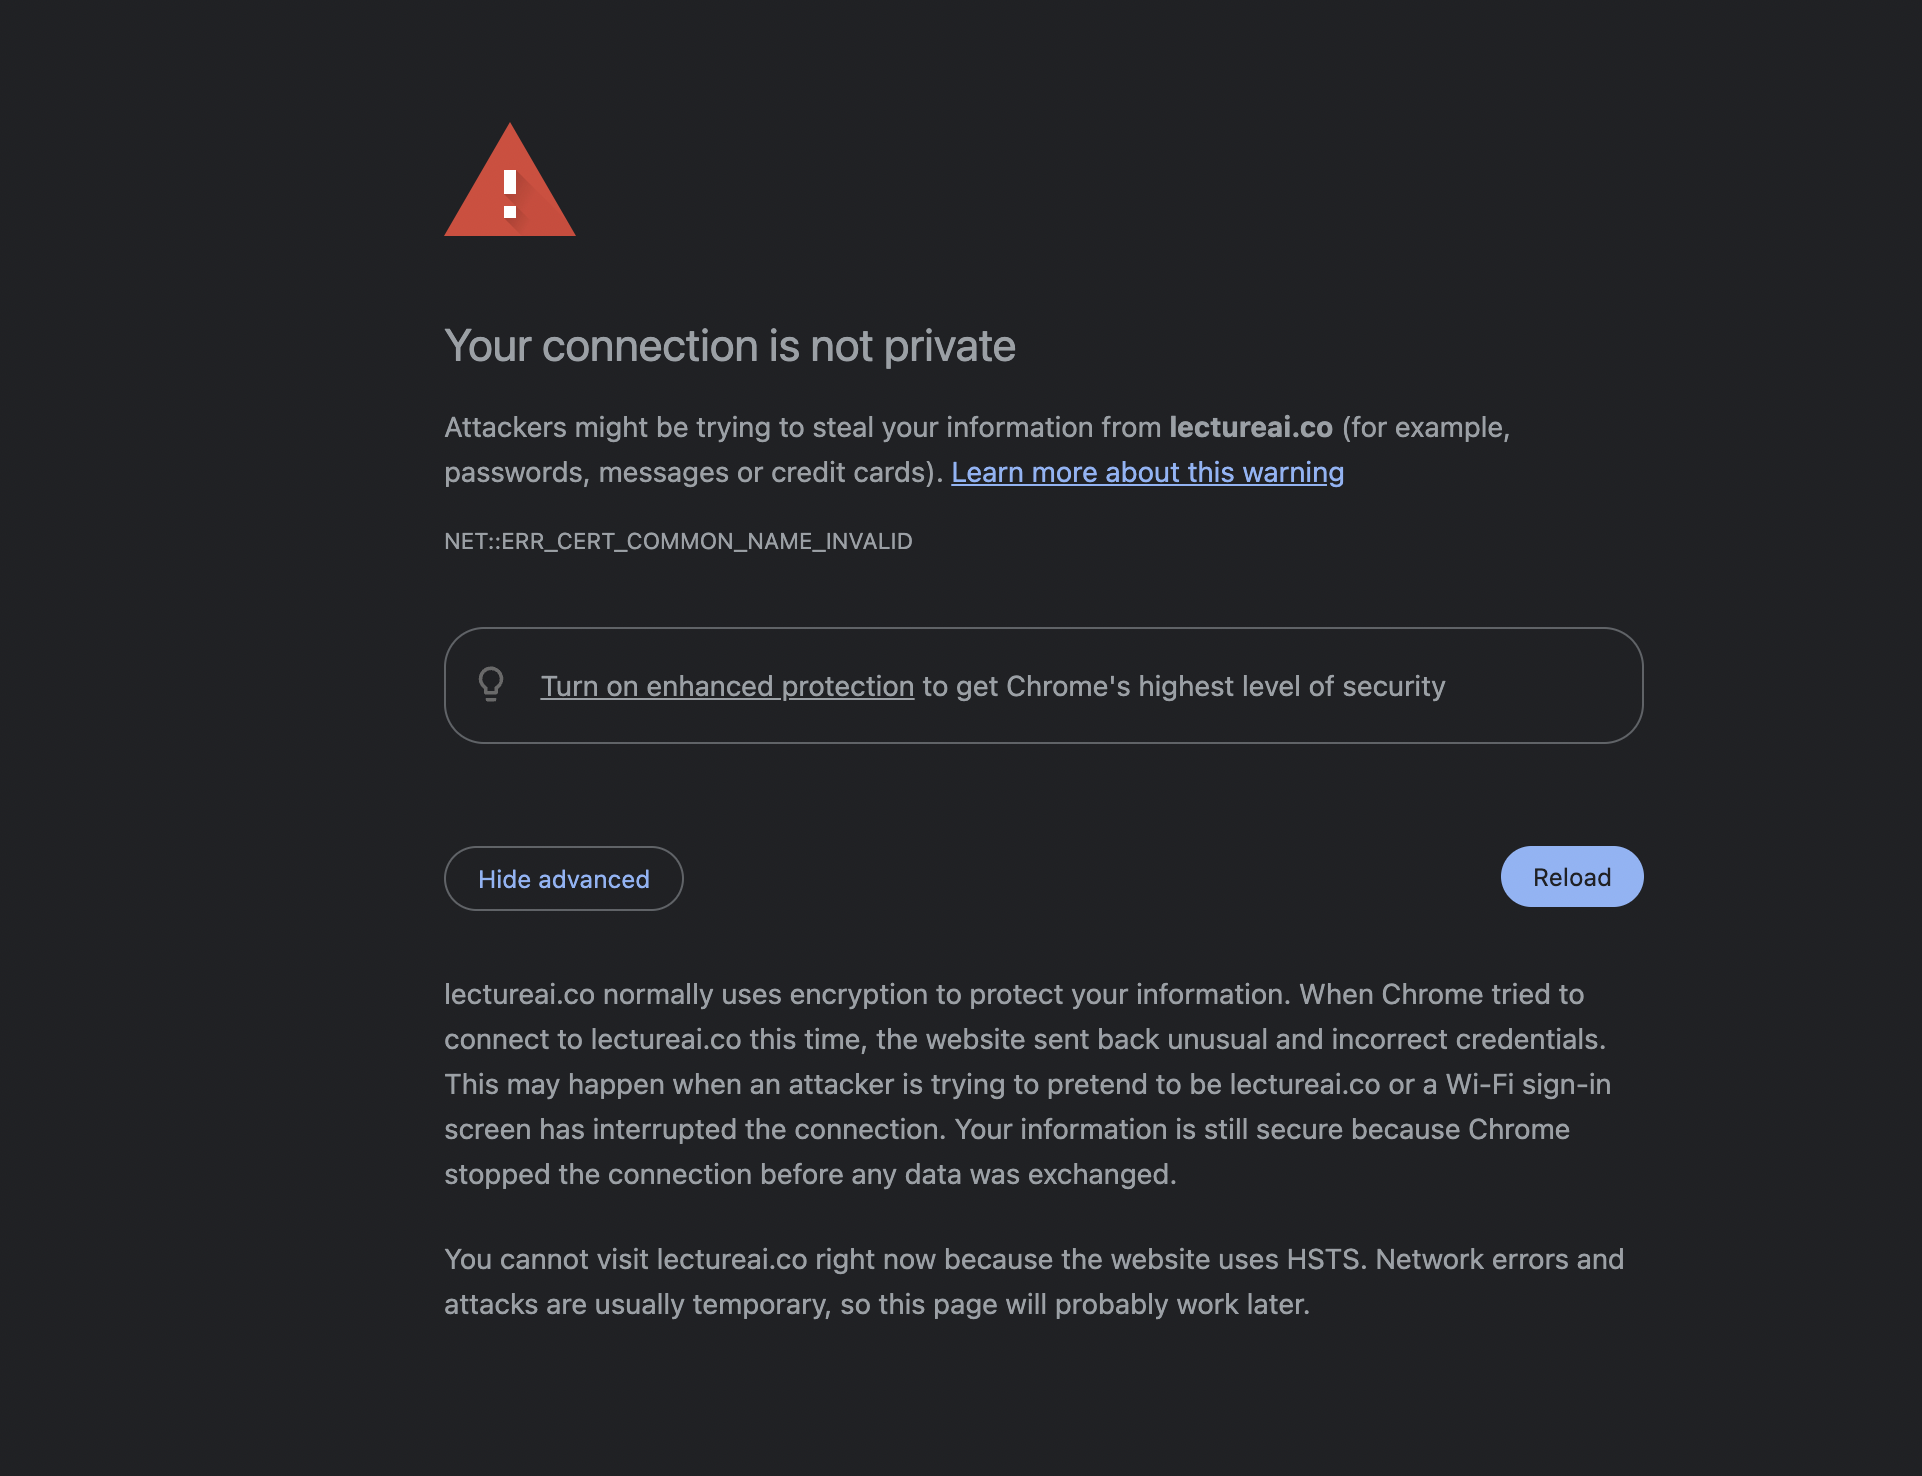 Your connection is not private
Attackers might be trying to steal your information from lectureai.co (for example,
passwords, messages or credit cards). Learn more about this warning
NET::ERR_CERT_COMMON_NAME_INVALID
Turn on enhanced protection to get Chrome's highest level of security
Hide advanced
Reload
lectureai.co normally uses encryption to protect your information. When Chrome tried to
connect to lectureai.co this time, the website sent back unusual and incorrect credentials.
This may happen when an attacker is trying to pretend to be lectureai.co or a Wi-Fi sign-in
screen has interrupted the connection. Your information is still secure because Chrome
stopped the connection before any data was exchanged.
You cannot visit lectureai.co right now because the website uses HSTS. Network errors and
attacks are usually temporary, so this page will probably work later.